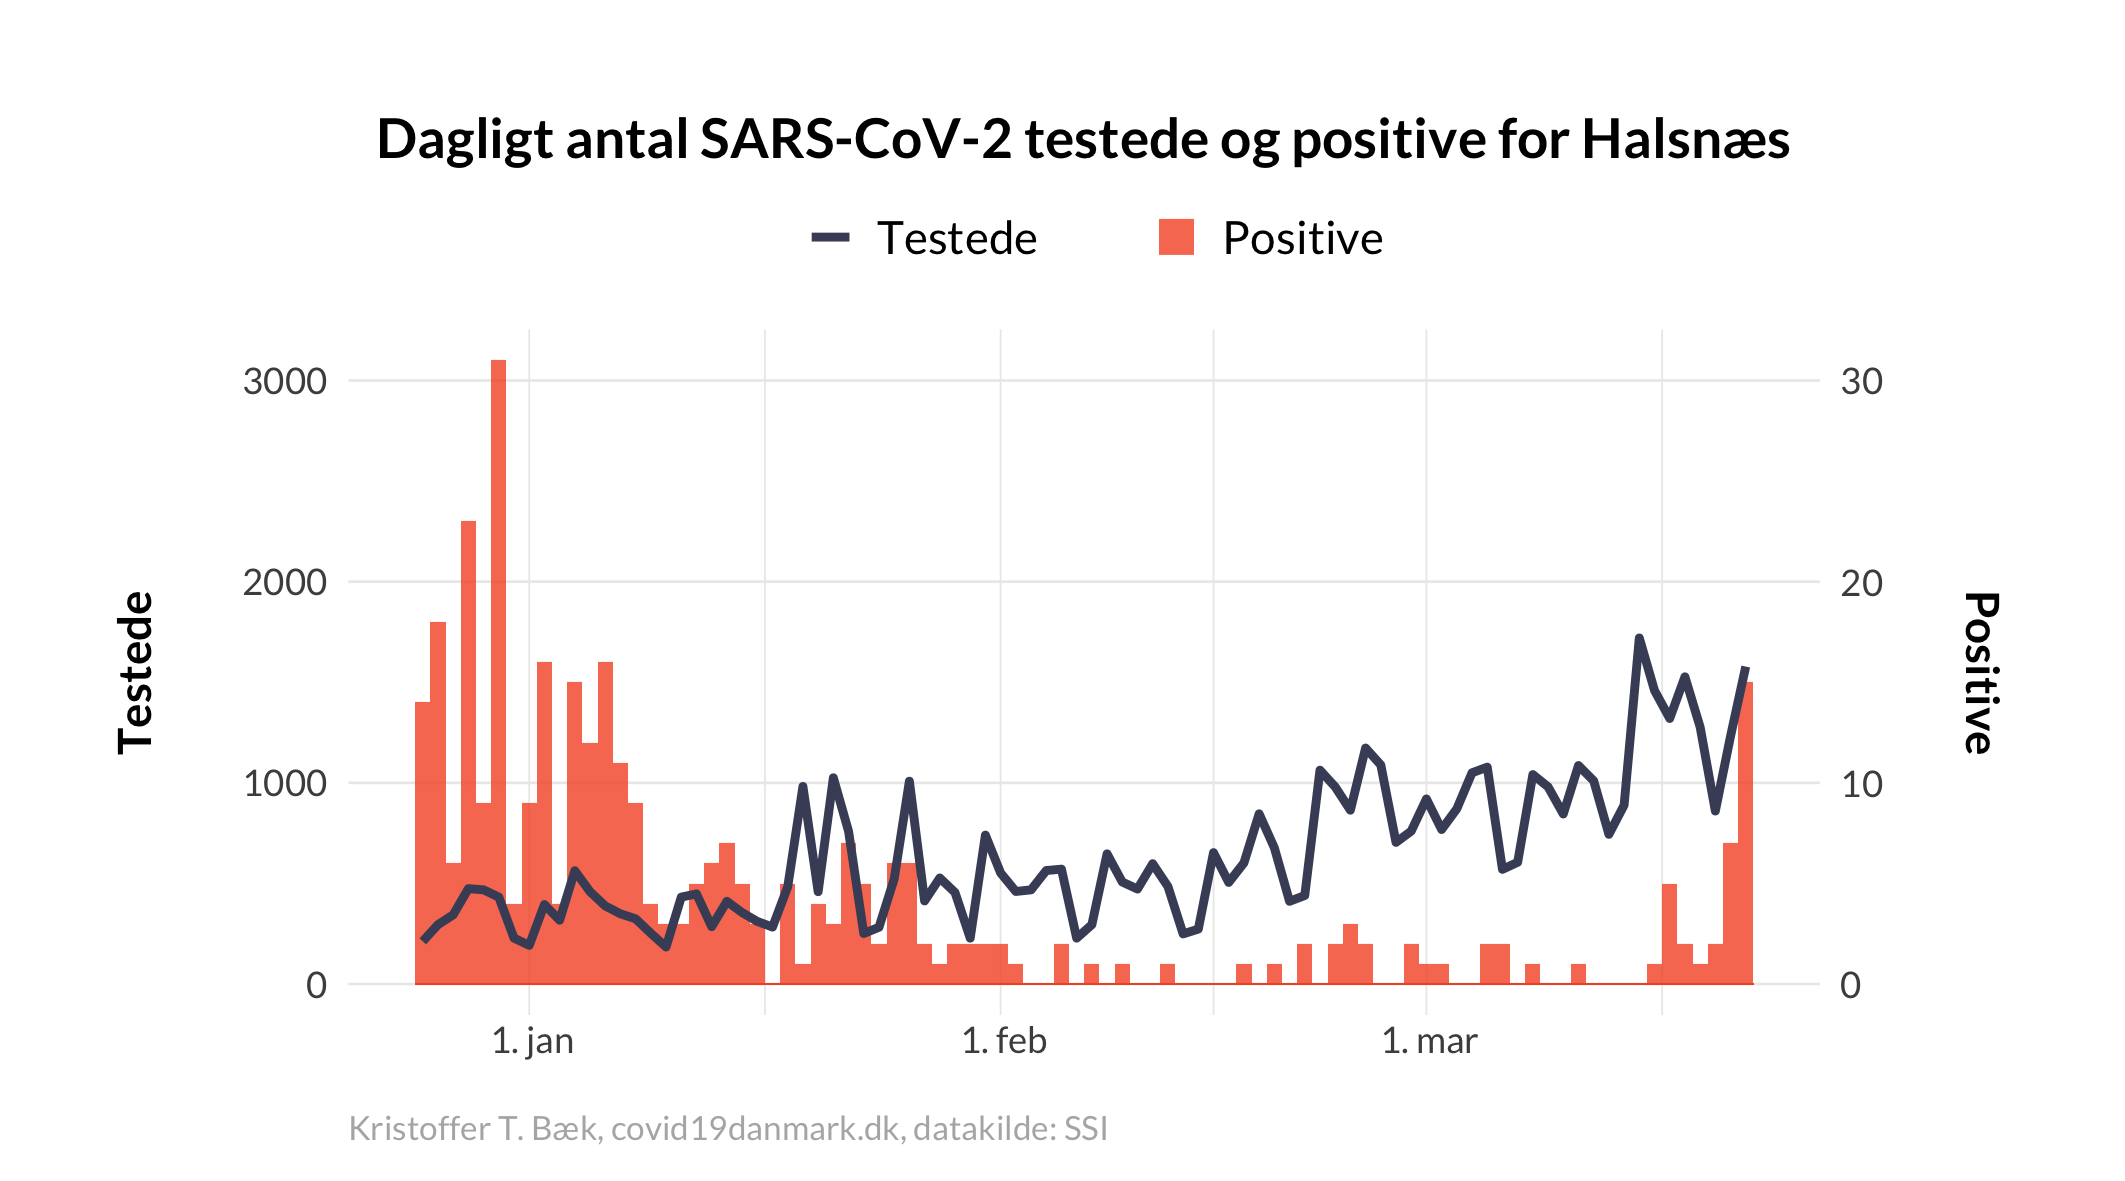 Dagligt antal SARS-CoV-2 testede og positive for Halsnæs
Testede
Positive
3000
2000
1000
0
Testede
30
20
10
0
Positive
1. jan
1. feb
1. mar
Kristoffer T. Bæk, covid19danmark.dk, datakilde: SSI